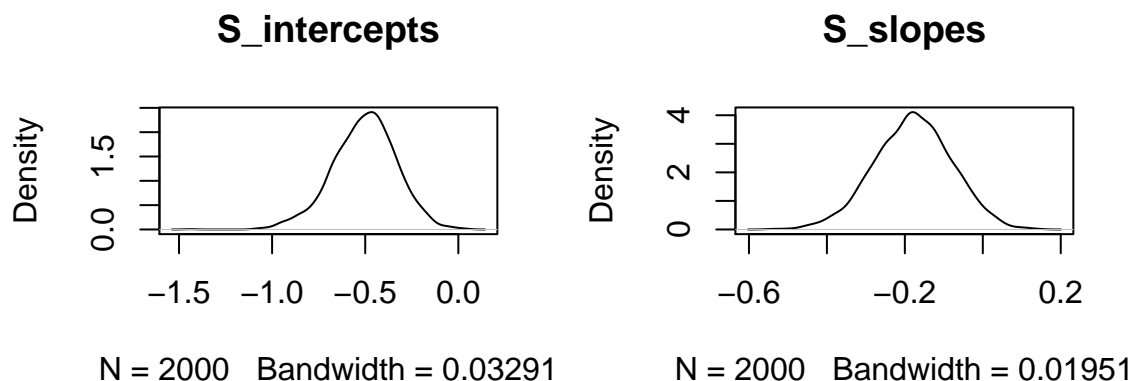 S_intercepts
Density
0.0 1.5
−1.5 −1.0 −0.5 0.0
N = 2000 Bandwidth = 0.03291
S_slopes
Density
0 2 4
−0.6 −0.2 0.2
N = 2000 Bandwidth = 0.01951